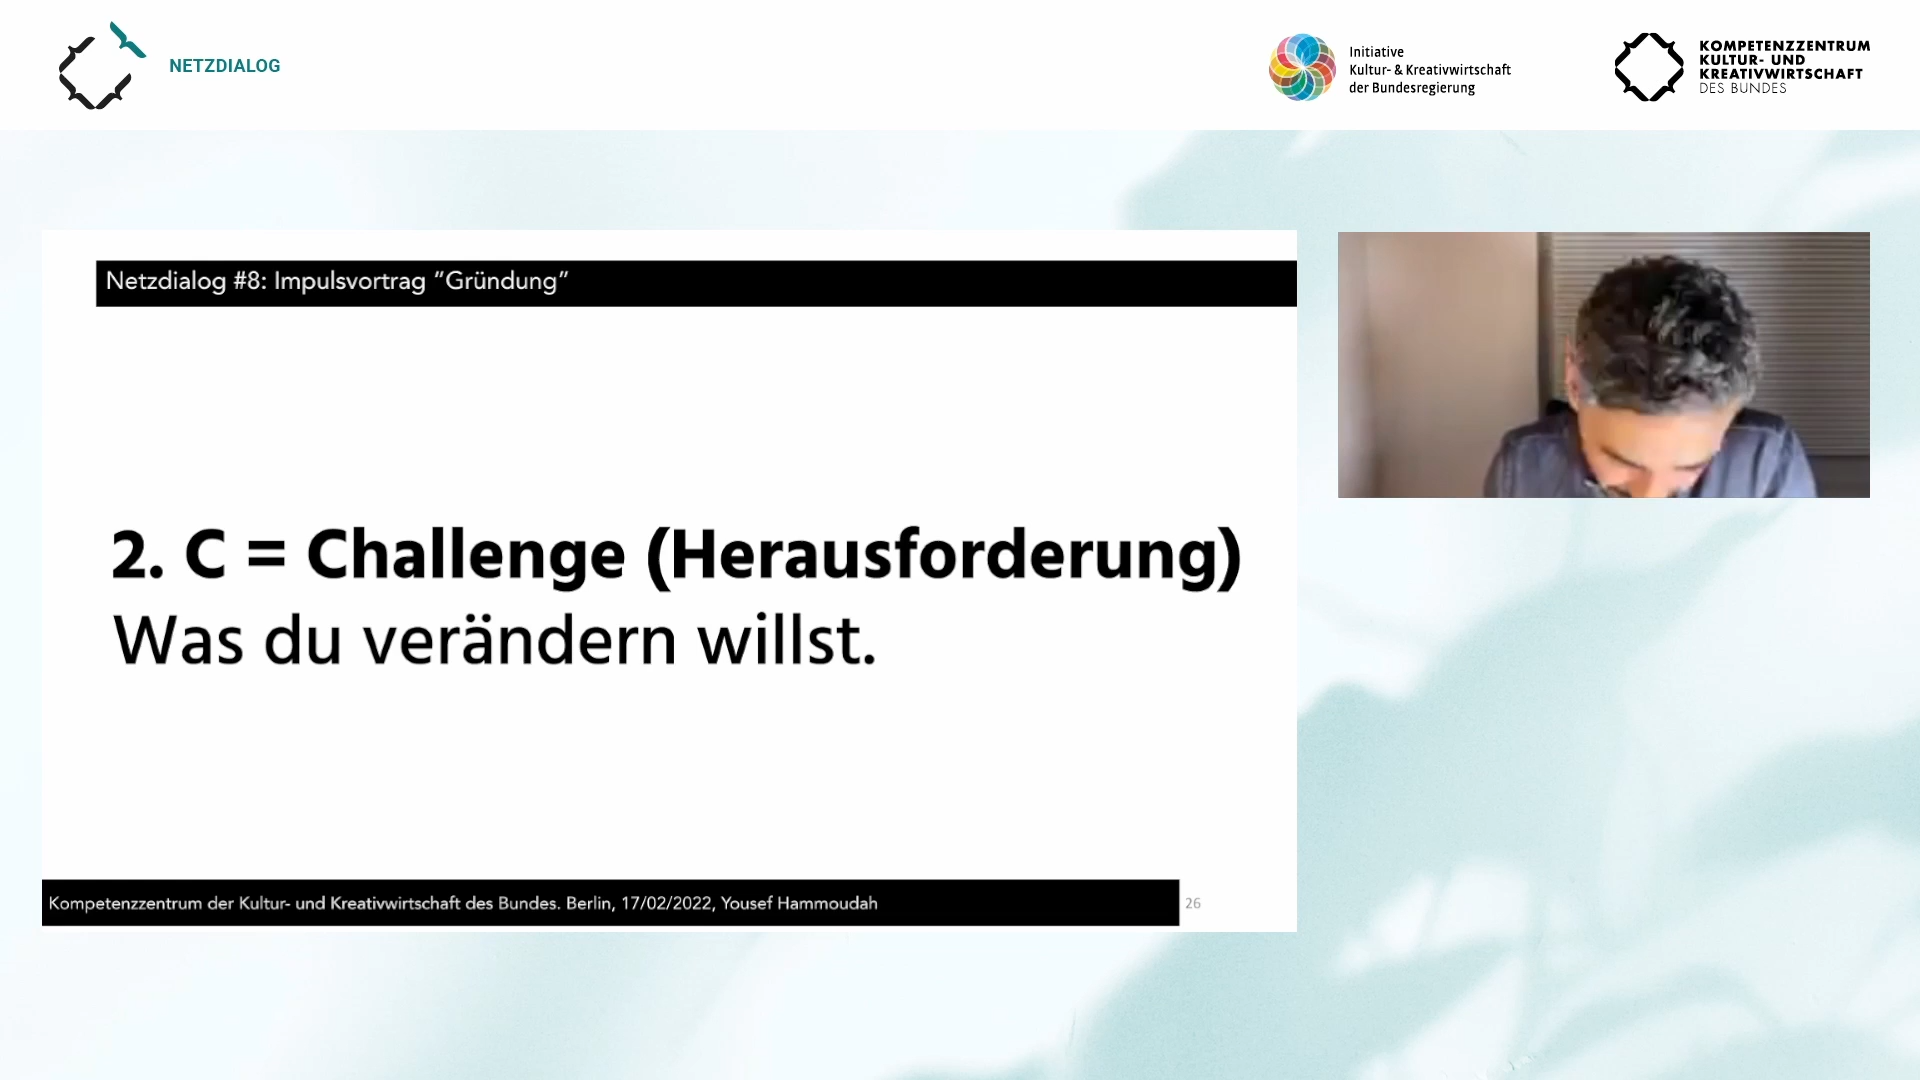 NETZDIALOG
Initiative
Kultur- & Kreativwirtschaft
der Bundesregierung
KOMPETENZZENTRUM
KULTUR- UND
KREATIVWIRTSCHAFT
DES BUNDES
Netzdialog #8: Impulsvortrag “Gründung”
2. C = Challenge (Herausforderung)
Was du verändern willst.
Kompetenzzentrum der Kultur- und Kreativwirtschaft des Bundes. Berlin, 17/02/2022, Yousef Hammoudah
26